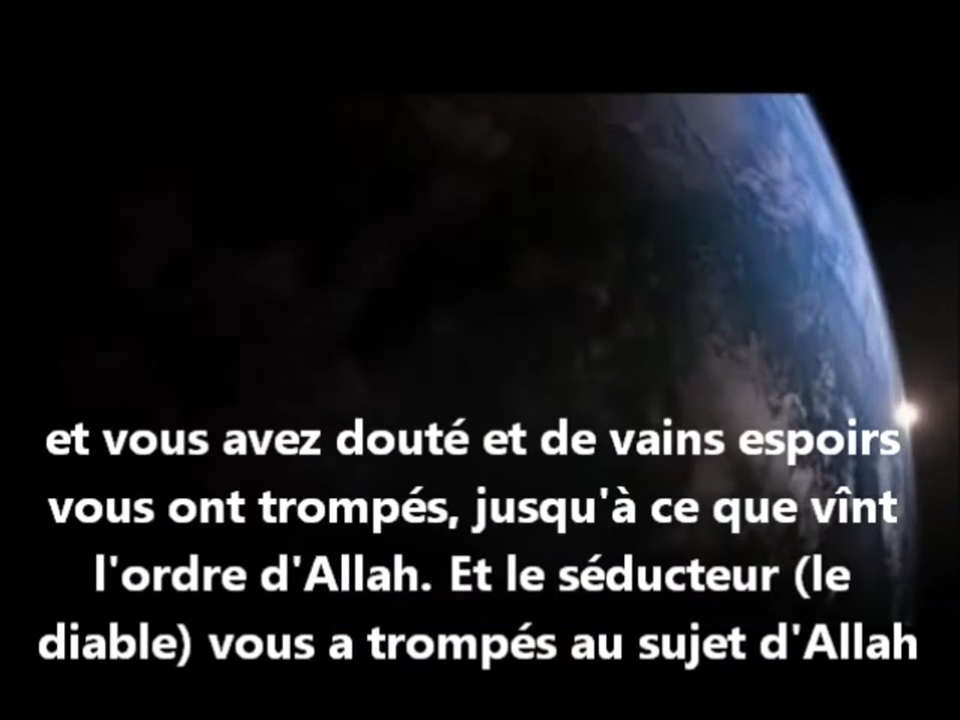 et vous avez douté et de vains espoirs
vous ont trompés, jusqu'à ce que vînt
l'ordre d'Allah. Et le séducteur (le
diable) vous a trompés au sujet d'Allah